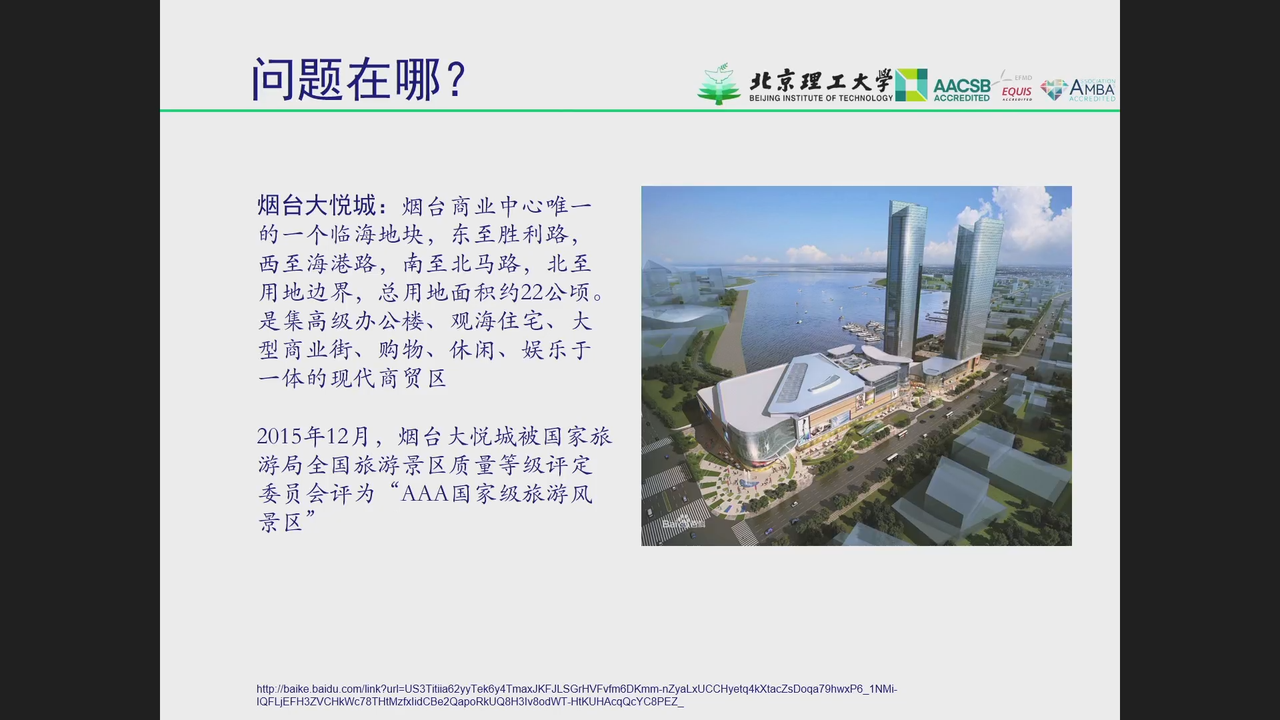 问题在哪？
北京理工大学
BEIJING INSTITUTE OF TECHNOLOGY
AACSB
ACCREDITED
EFMD
EQUIS
ACCREDITED
ASSOCIATION
AMBA
ACCREDITED
烟台大悦城：烟台商业中心唯一
的一个临海地块，东至胜利路，
西至海港路，南至北马路，北至
用地边界，总用地面积约22公顷。
是集高级办公楼、观海住宅、大
型商业街、购物、休闲、娱乐于
一体的现代商贸区
2015年12月，烟台大悦城被国家旅
游局全国旅游景区质量等级评定
委员会评为“AAA国家级旅游风
景区”
http://baike.baidu.com/link?url=US3Titiia62yyTek6y4TmaxJKFJLSGrHVFvfm6DKmm-nZyaLxUCCHyetq4kXtacZsDoqa79hwxP6_1NMi-
IQFLjEFH3ZVCHkWc78THtMzfxIidCBe2QapoRkUQ8H3Iv8odWT-HtKUHAcqQcYC8PEZ_